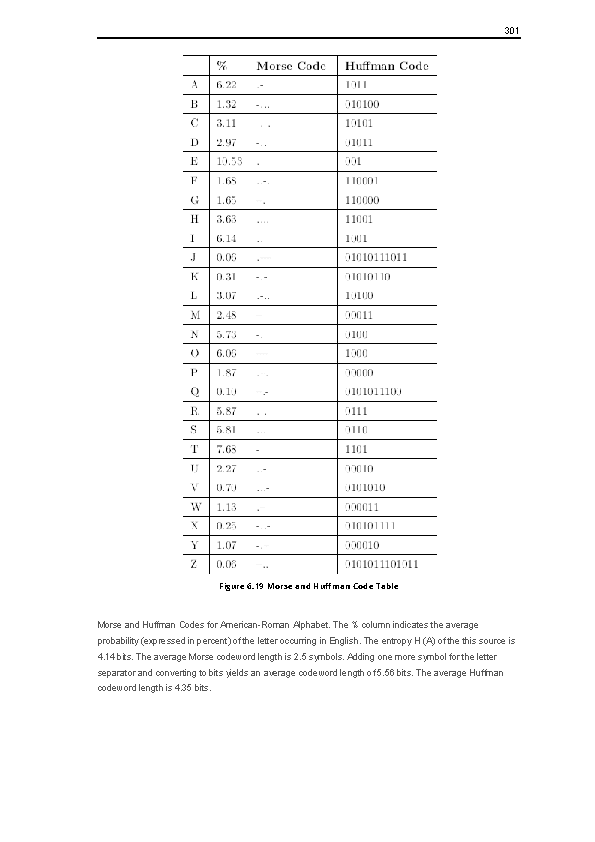 301
% Morse Code Huffman Code
A 6.22 .- 1011
B 1.32 -... 010100
C 3.11 10101
D 2.97 -.. 01011
E 10.53 . 001
F 1.68 ..-. 110001
G 1.65 110000
H 3.63 .... 11001
I 6.14 .. 1001
J 0.06 01010111011
K 0.31 -.- 01010110
L 3.07 .-.. 10100
M 2.48 00011
N 5.73 -. 0100
O 6.06 1000
P 1.87 00000
Q 0.10 0101011100
R 5.87 0111
S 5.81 ... 0110
T 7.68 - 1101
U 2.27 ..- 00010
V 0.70 ...- 0101010
W 1.13 000011
X 0.25 -..- 010101111
Y 1.07 000010
Z 0.06 0101011101011
Figure 6.19 Morse and Huffman Code Table
Morse and Huffman Codes for American-Roman Alphabet. The % column indicates the average
probability (expressed in percent) of the letter occurring in English. The entropy H (A) of the this source is
4.14 bits. The average Morse codeword length is 2.5 symbols. Adding one more symbol for the letter
separator and converting to bits yields an average codeword length of 5.56 bits. The average Huffman
codeword length is 4.35 bits.